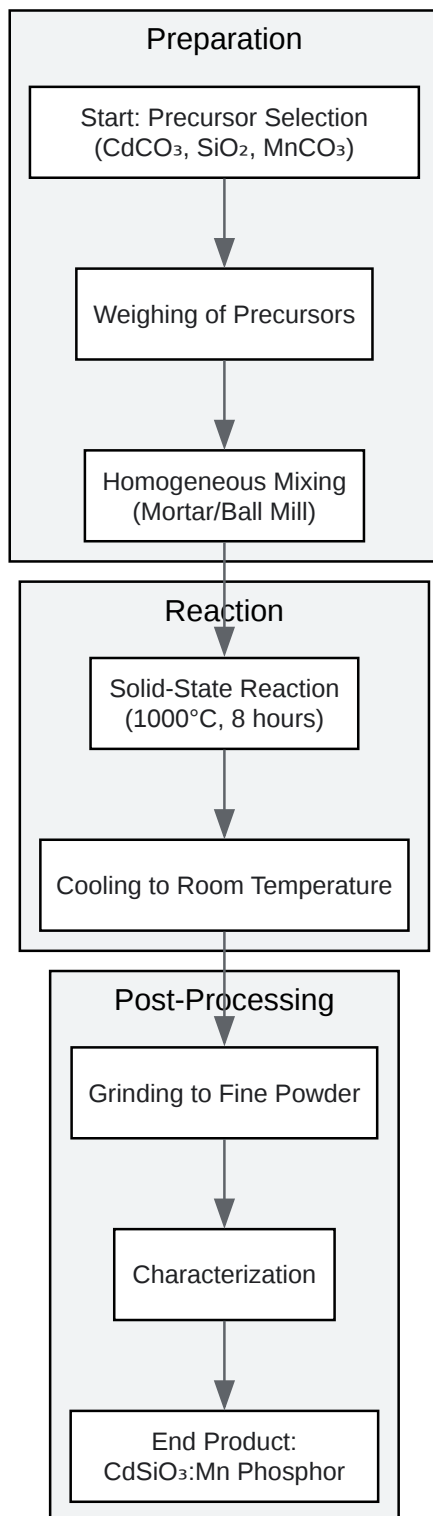 Preparation
Start: Precursor Selection
(CdCO₃, SiO₂, MnCO₃)
Weighing of Precursors
Homogeneous Mixing
(Mortar/Ball Mill)
Reaction
Solid-State Reaction
(1000°C, 8 hours)
Cooling to Room Temperature
Post-Processing
Grinding to Fine Powder
Characterization
End Product:
CdSiO₃:Mn Phosphor